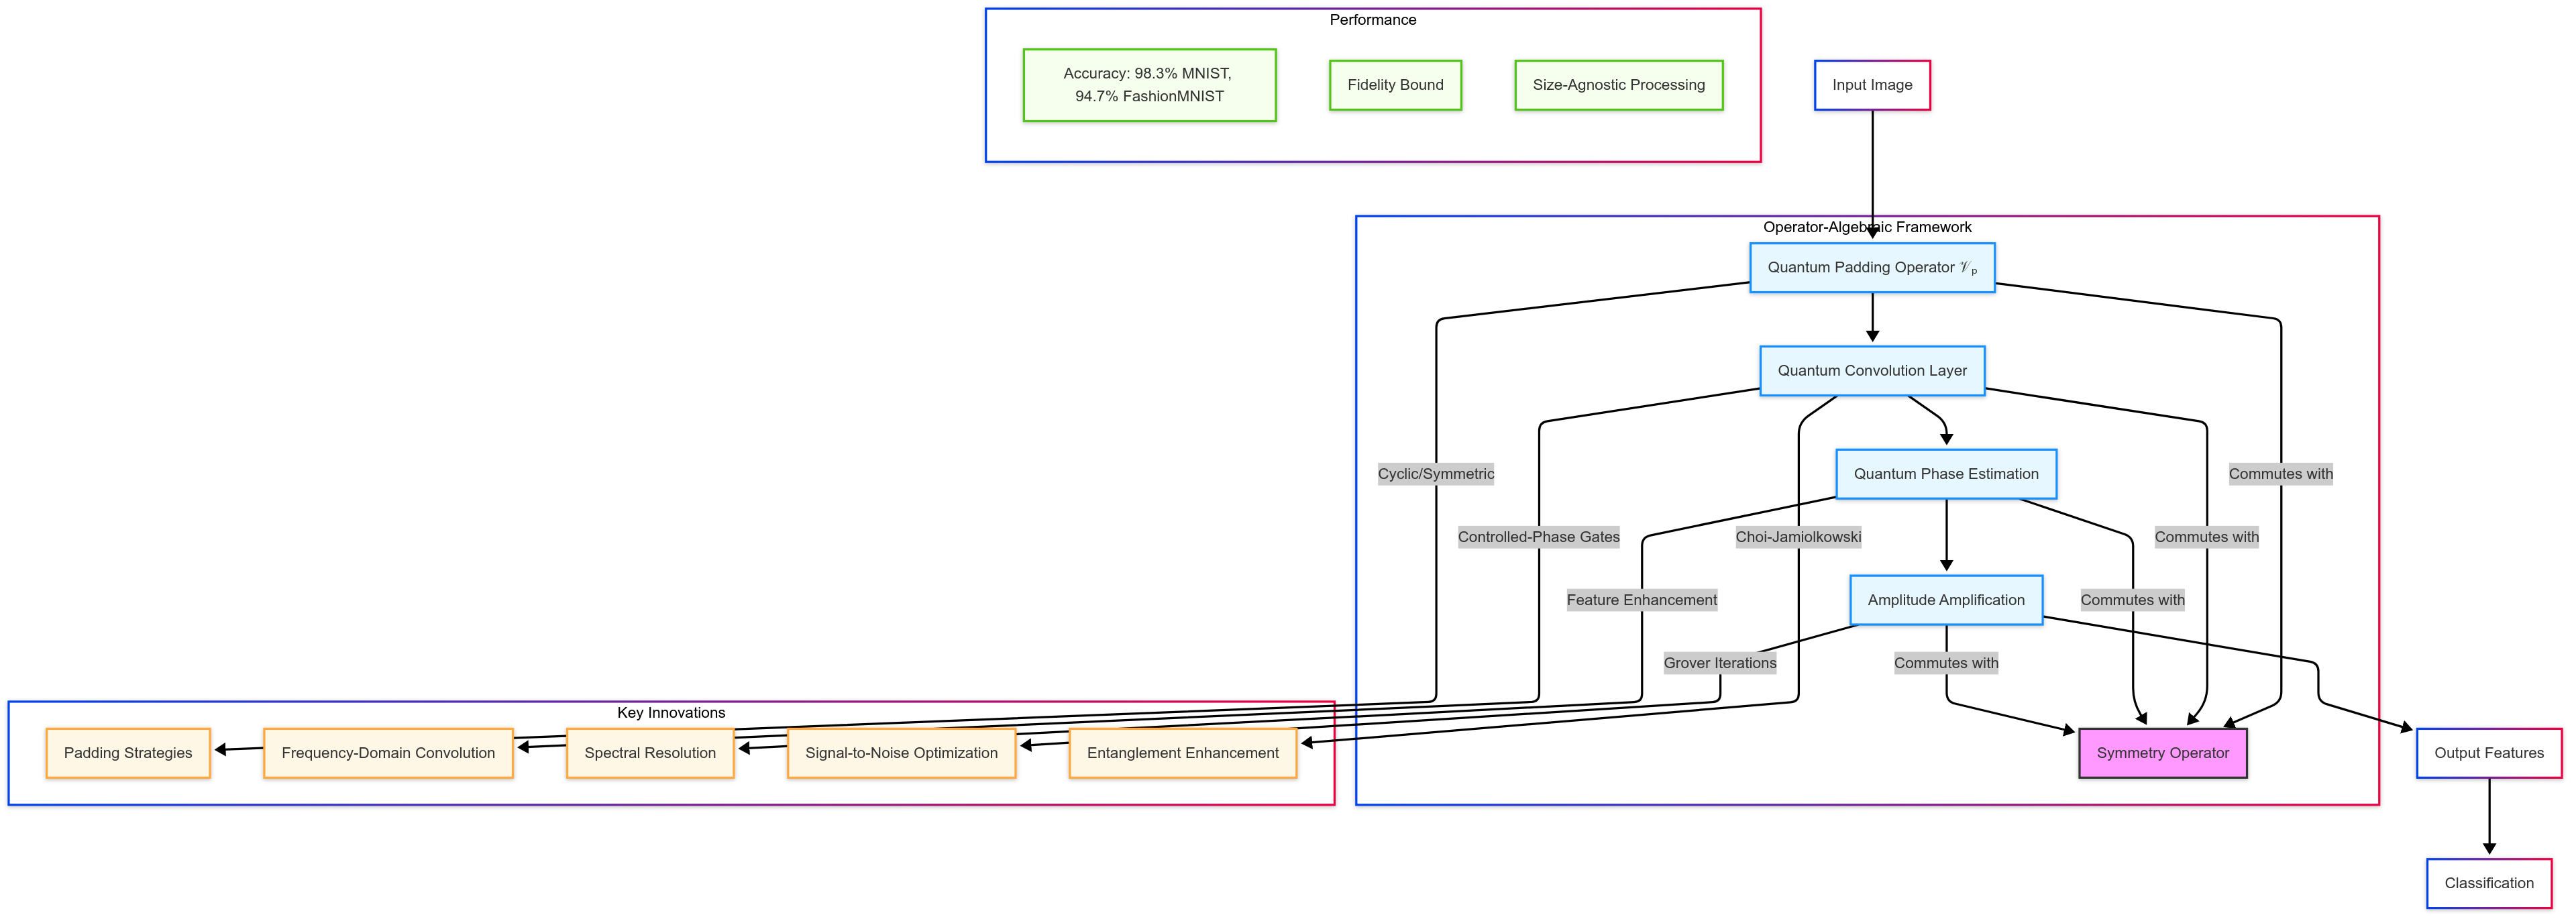 Performance
Accuracy: 98.3% MNIST,
94.7% FashionMNIST
Fidelity Bound
Size-Agnostic Processing
Input Image
Operator-Algebraic Framework
Quantum Padding Operator 𝒱ₚ
Quantum Convolution Layer
Quantum Phase Estimation
Cyclic/Symmetric
Commutes with
Controlled-Phase Gates
Choi-Jamiolkowski
Commutes with
Feature Enhancement
Amplitude Amplification
Commutes with
Grover Iterations
Commutes with
Key Innovations
Padding Strategies
Frequency-Domain Convolution
Spectral Resolution
Signal-to-Noise Optimization
Entanglement Enhancement
Symmetry Operator
Output Features
Classification